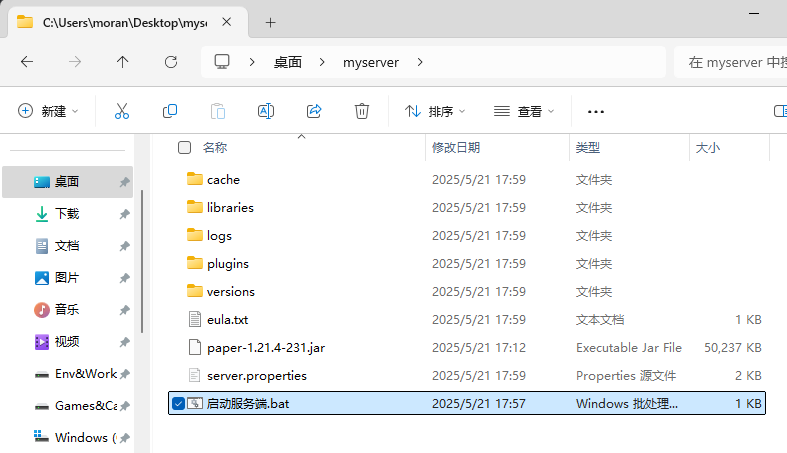 C:\Users\moran\Desktop\myse
桌面 myserver 在 myserver 中搜
新建 排序 查看
名称 修改日期 类型 大小
桌面
下载
文档
图片
音乐
视频
Env&Work
Games&Ca
Windows (
cache 2025/5/21 17:59 文件夹
libraries 2025/5/21 17:59 文件夹
logs 2025/5/21 17:59 文件夹
plugins 2025/5/21 17:59 文件夹
versions 2025/5/21 17:59 文件夹
eula.txt 2025/5/21 17:59 文本文档 1 KB
paper-1.21.4-231.jar 2025/5/21 17:12 Executable Jar File 50,237 KB
server.properties 2025/5/21 17:59 Properties 源文件 2 KB
启动服务端.bat 2025/5/21 17:57 Windows 批处理... 1 KB